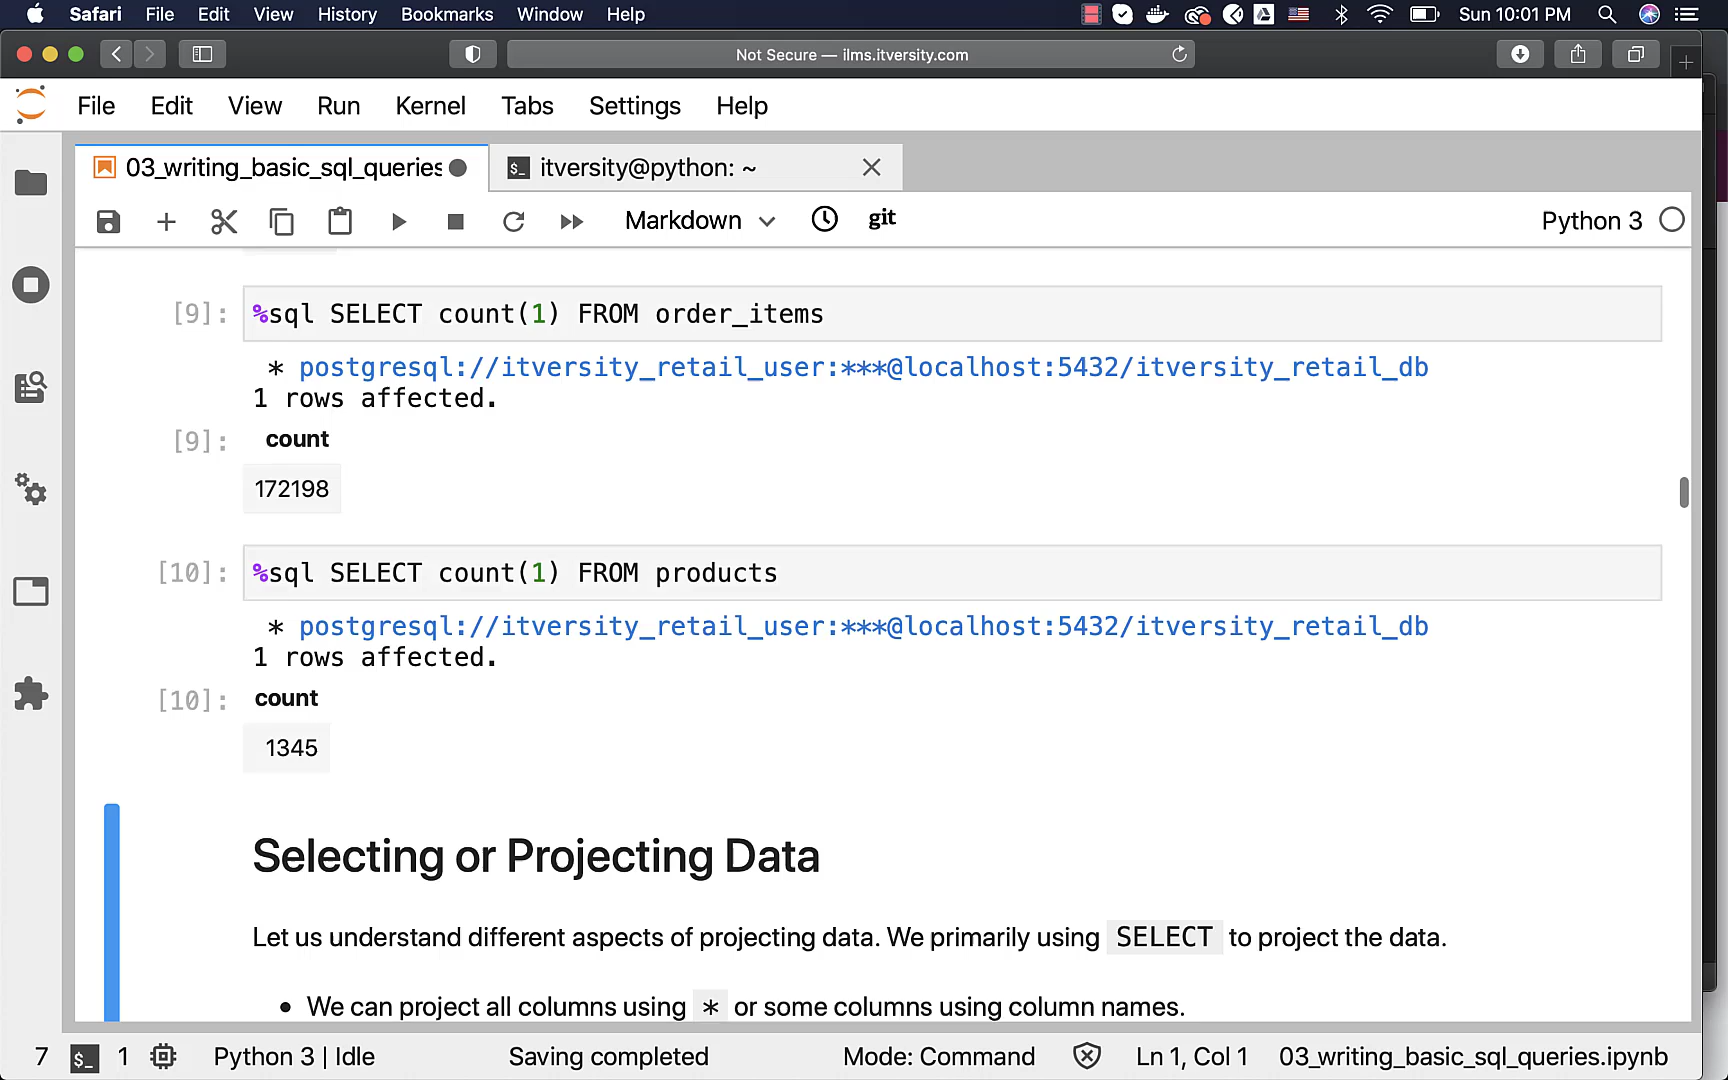 Safari File Edit View History Bookmarks Window Help Sun 10:01 PM
Not Secure — ilms.itversity.com
File Edit View Run Kernel Tabs Settings Help
03_writing_basic_sql_queries itversity@python: ~
Markdown git Python 3
[9]: %sql SELECT count(1) FROM order_items
* postgresql://itversity_retail_user:***@localhost:5432/itversity_retail_db
1 rows affected.
[9]: count
172198
[10]: %sql SELECT count(1) FROM products
* postgresql://itversity_retail_user:***@localhost:5432/itversity_retail_db
1 rows affected.
[10]: count
1345
Selecting or Projecting Data
Let us understand different aspects of projecting data. We primarily using SELECT to project the data.
• We can project all columns using * or some columns using column names.
7 $_ 1 Python 3 | Idle Saving completed Mode: Command Ln 1, Col 1 03_writing_basic_sql_queries.ipynb